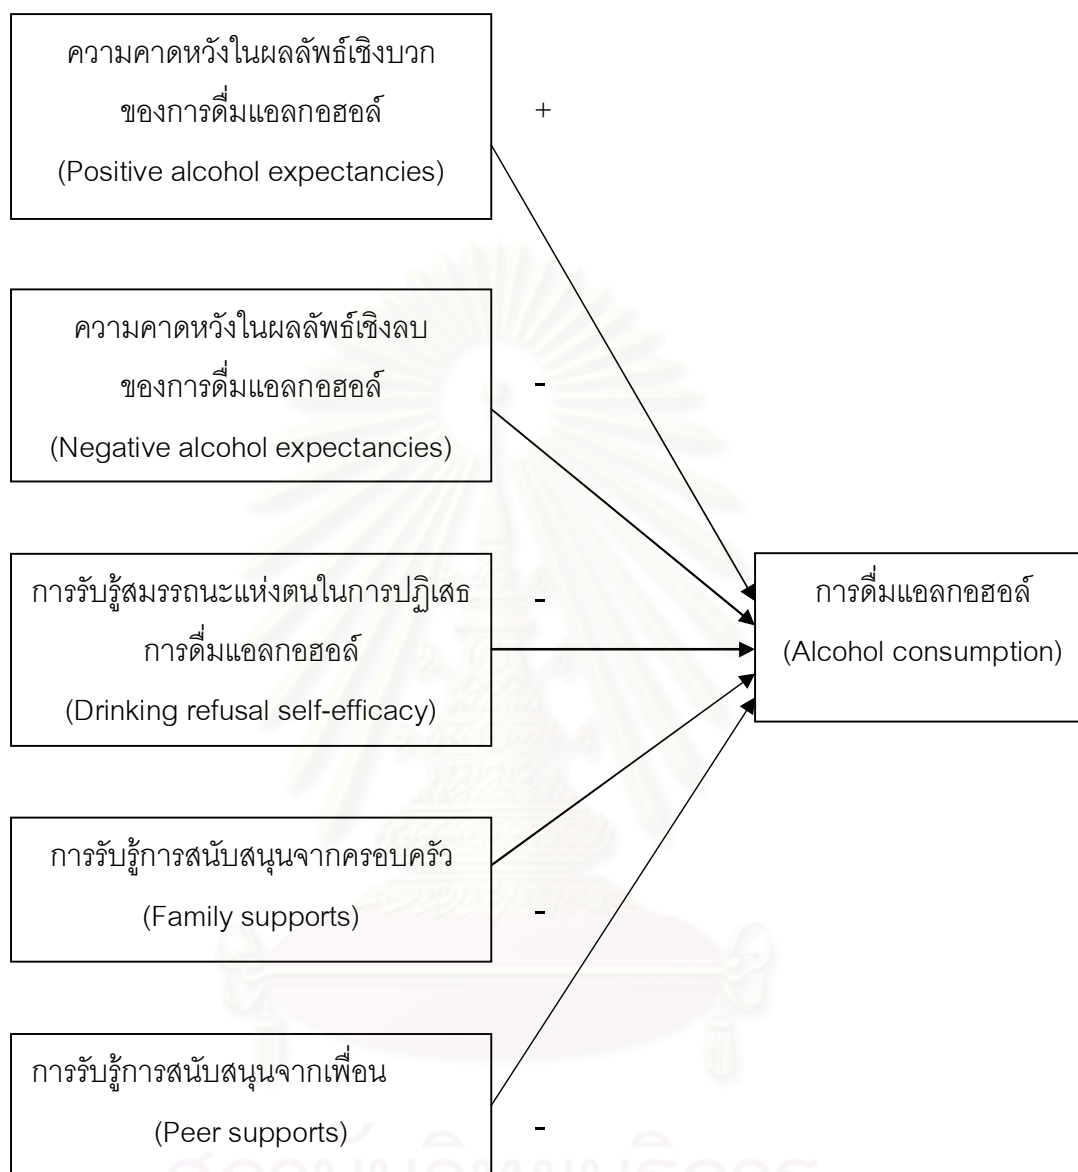 ความคาดหวังในผลลัพธ์เชิงบวก
ของการดื่มแอลกอฮอล์
(Positive alcohol expectancies)
+
ความคาดหวังในผลลัพธ์เชิงลบ
ของการดื่มแอลกอฮอล์
(Negative alcohol expectancies)
-
การรับรู้สมรรถนะแห่งตนในการปฏิเสธ
การดื่มแอลกอฮอล์
(Drinking refusal self-efficacy)
-
การดื่มแอลกอฮอล์
(Alcohol consumption)
การรับรู้การสนับสนุนจากครอบครัว
(Family supports)
-
การรับรู้การสนับสนุนจากเพื่อน
(Peer supports)
-